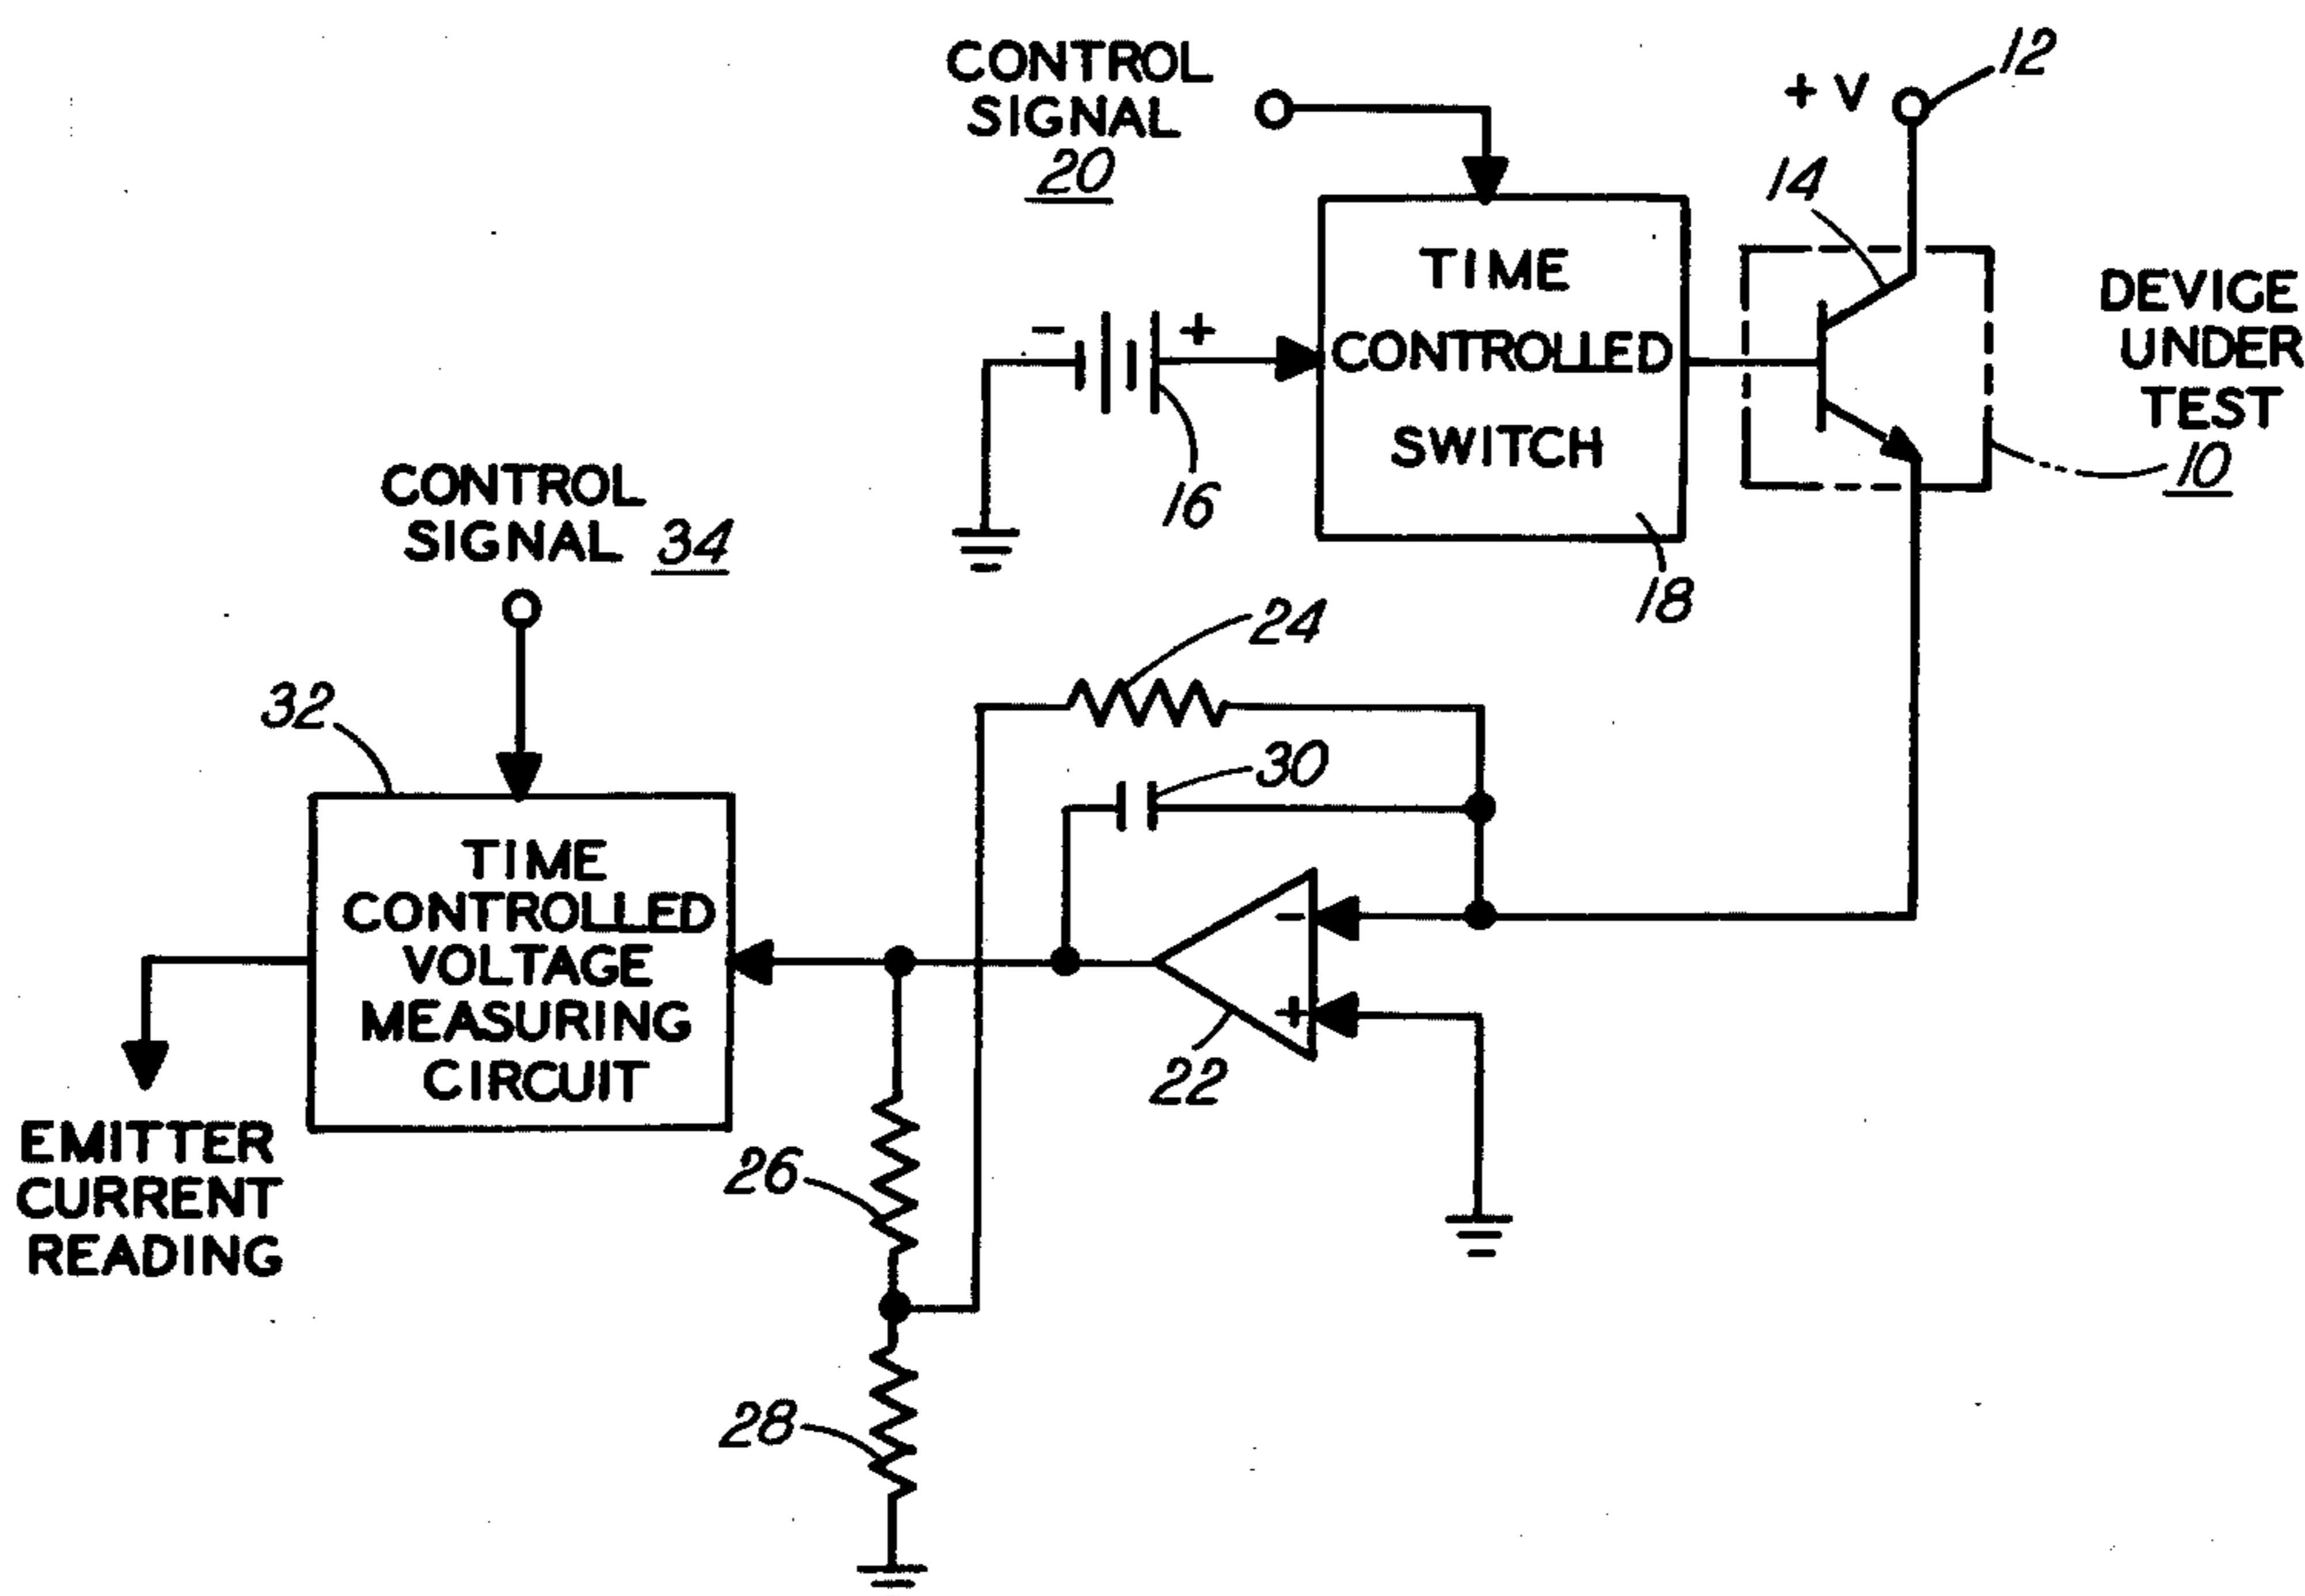 CONTROL
SIGNAL
20
+ V
12
14
TIME
CONTROLLED
SWITCH
- +
16
18
DEVICE
UNDER
TEST
10
CONTROL
SIGNAL 34
24
30
32
TIME
CONTROLLED
VOLTAGE
MEASURING
CIRCUIT
-
+
22
EMITTER
CURRENT
READING
26
28